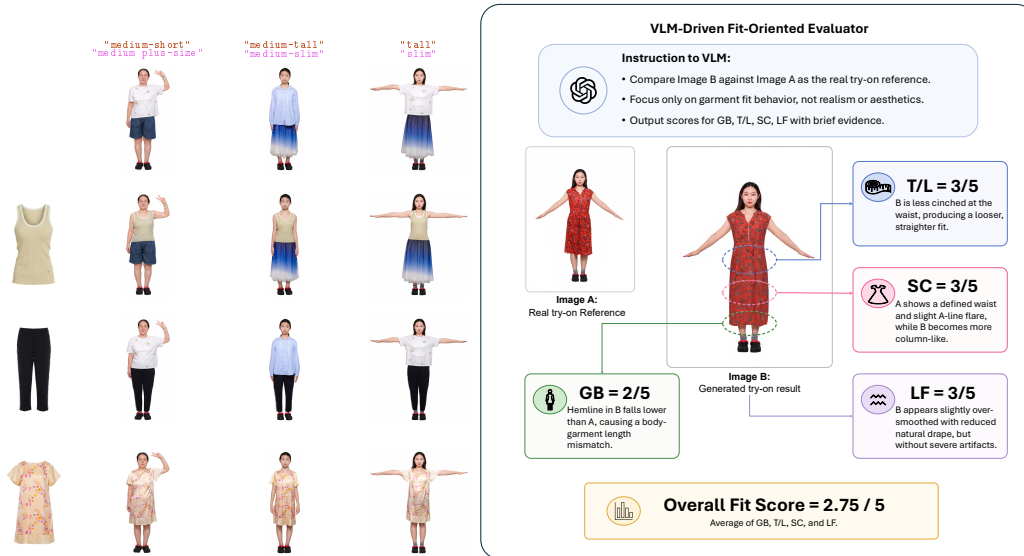 "medium-short"
"medium plus-size"
"medium-tall"
"medium-slim"
"tall"
"slim"
VLM-Driven Fit-Oriented Evaluator
Instruction to VLM:
• Compare Image B against Image A as the real try-on reference.
• Focus only on garment fit behavior, not realism or aesthetics.
• Output scores for GB, T/L, SC, LF with brief evidence.
Image A:
Real try-on Reference
Image B:
Generated try-on result
T/L = 3/5
B is less cinched at the
waist, producing a looser,
straighter fit.
SC = 3/5
A shows a defined waist
and slight A-line flare,
while B becomes more
column-like.
GB = 2/5
Hemline in B falls lower
than A, causing a body-
garment length
mismatch.
LF = 3/5
B appears slightly over-
smoothed with reduced
natural drape, but
without severe artifacts.
Overall Fit Score = 2.75 / 5
Average of GB, T/L, SC, and LF.